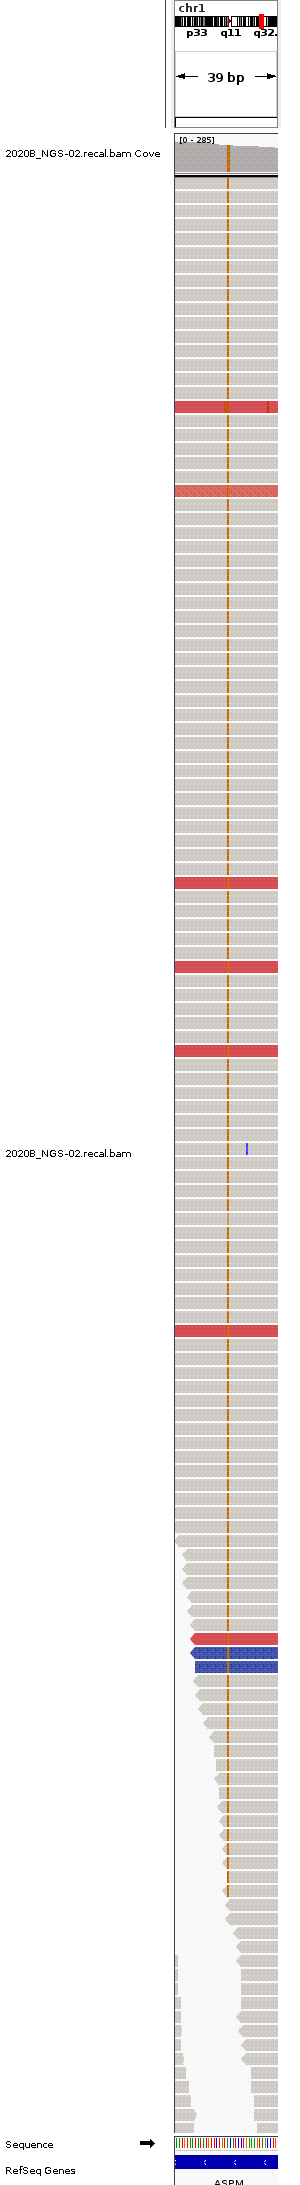 chr1
p33 q11 q32.
39 bp
[0 - 285]
2020B_NGS-02.recal.bam Cove
2020B_NGS-02.recal.bam
Sequence
RefSeq Genes
ASPM